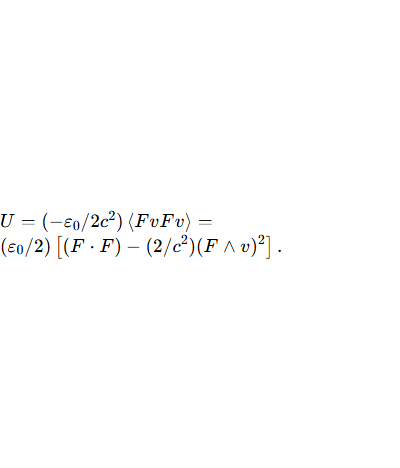 U = (−ε₀/2c²) ⟨FvFv⟩ =
(ε₀/2) [(F · F) − (2/c²)(F ∧ v)²] .